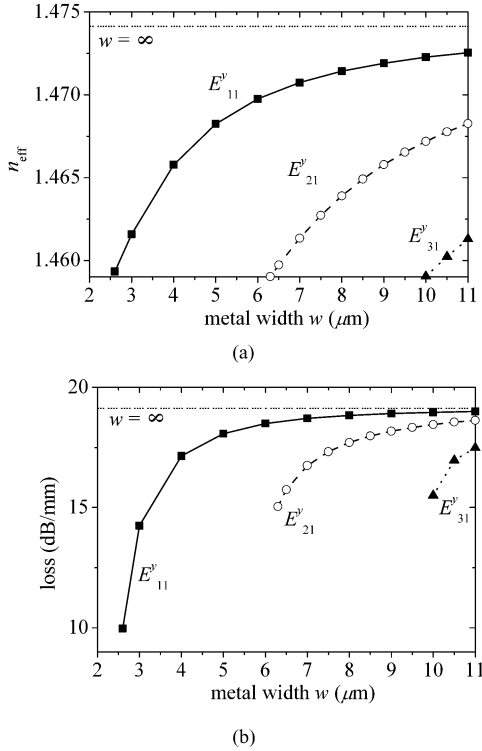 1.475
w = ∞
E^y_11
1.470
n_eff
E^y_21
1.465
E^y_31
1.460
2 3 4 5 6 7 8 9 10 11
metal width w (μm)
(a)
20
w = ∞
15
E^y_21
E^y_31
loss (dB/mm)
E^y_11
10
2 3 4 5 6 7 8 9 10 11
metal width w (μm)
(b)